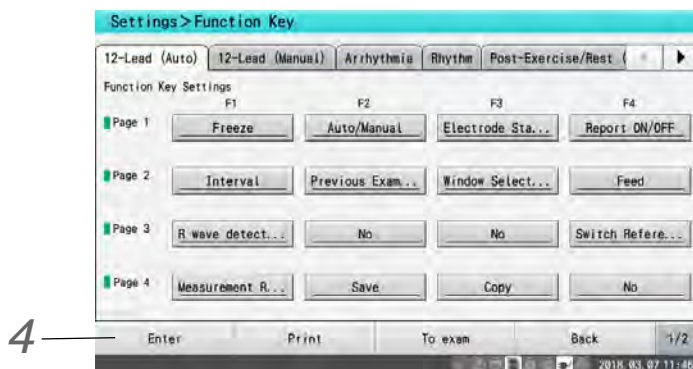 Settings>Function Key
12-Lead (Auto) 12-Lead (Manual) Arrhythmia Rhythm Post-Exercise/Rest (
Function Key Settings
F1 F2 F3 F4
Page 1 Freeze Auto/Manual Electrode Sta... Report ON/OFF
Page 2 Interval Previous Exam... Window Select... Feed
Page 3 R wave detect... No No Switch Refere...
Page 4 Measurement R... Save Copy No
4 Enter Print To exam Back 1/2
2018.03.07 11:46